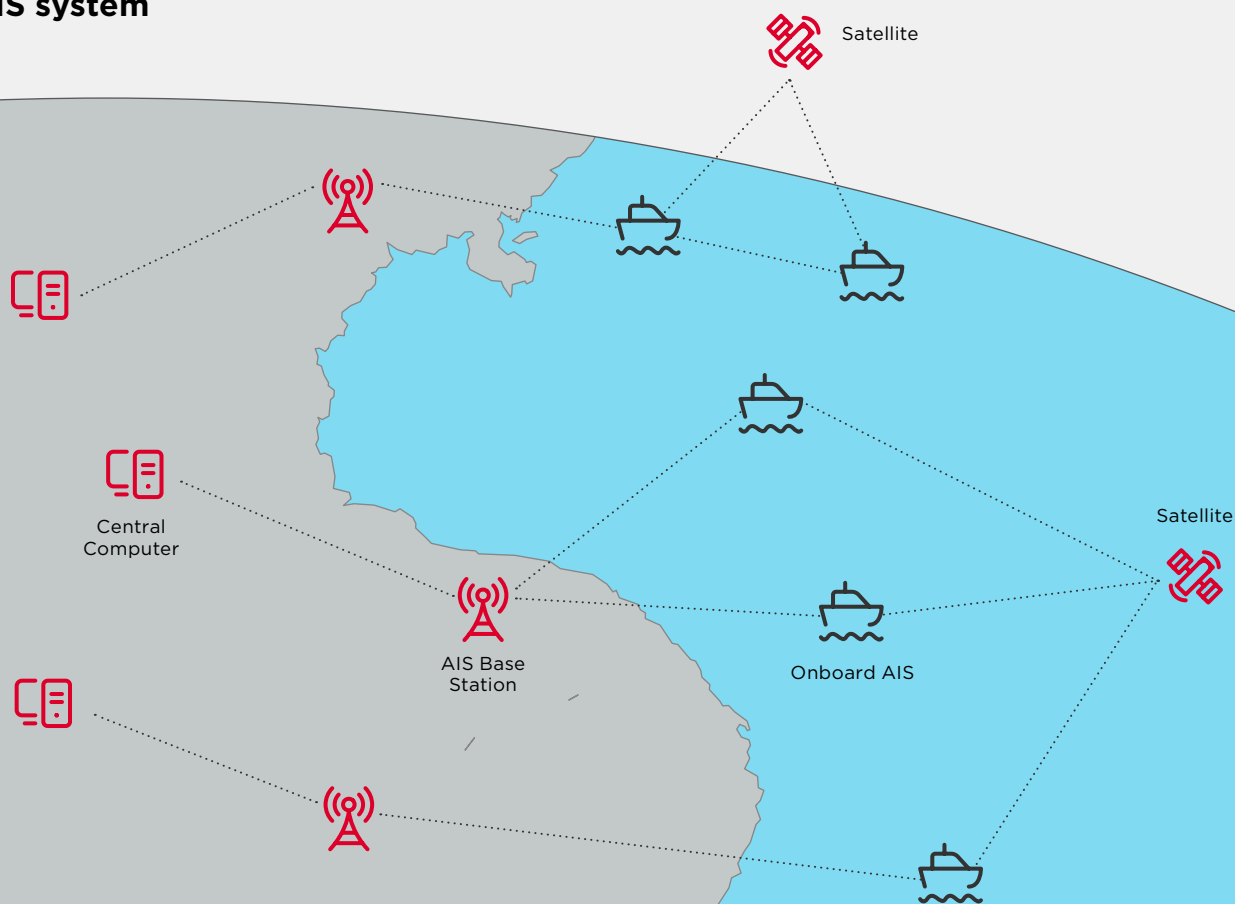 IS system
Satellite
Central
Computer
Satellite
AIS Base
Station
Onboard AIS